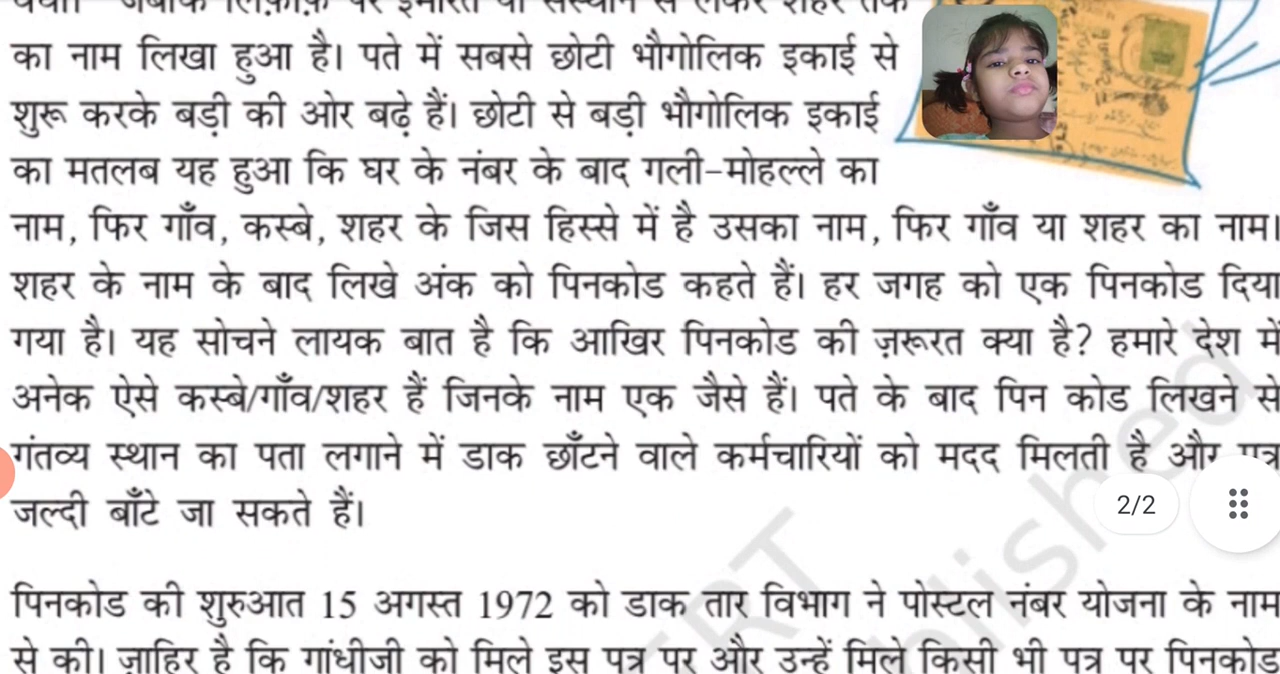 का नाम लिखा हुआ है। पते में सबसे छोटी भौगोलिक इकाई से
शुरू करके बड़ी की ओर बढ़े हैं। छोटी से बड़ी भौगोलिक इकाई
का मतलब यह हुआ कि घर के नंबर के बाद गली-मोहल्ले का
नाम, फिर गाँव, कस्बे, शहर के जिस हिस्से में है उसका नाम, फिर गाँव या शहर का नाम।
शहर के नाम के बाद लिखे अंक को पिनकोड कहते हैं। हर जगह को एक पिनकोड दिया
गया है। यह सोचने लायक बात है कि आखिर पिनकोड की ज़रूरत क्या है? हमारे देश में
अनेक ऐसे कस्बे/गाँव/शहर हैं जिनके नाम एक जैसे हैं। पते के बाद पिन कोड लिखने से
गंतव्य स्थान का पता लगाने में डाक छाँटने वाले कर्मचारियों को मदद मिलती है और पत्र
जल्दी बाँटे जा सकते हैं।
2/2
पिनकोड की शुरुआत 15 अगस्त 1972 को डाक तार विभाग ने पोस्टल नंबर योजना के नाम
से की। ज़ाहिर है कि गांधीजी को मिले इस पत्र पर और उन्हें मिले किसी भी पत्र पर पिनकोड